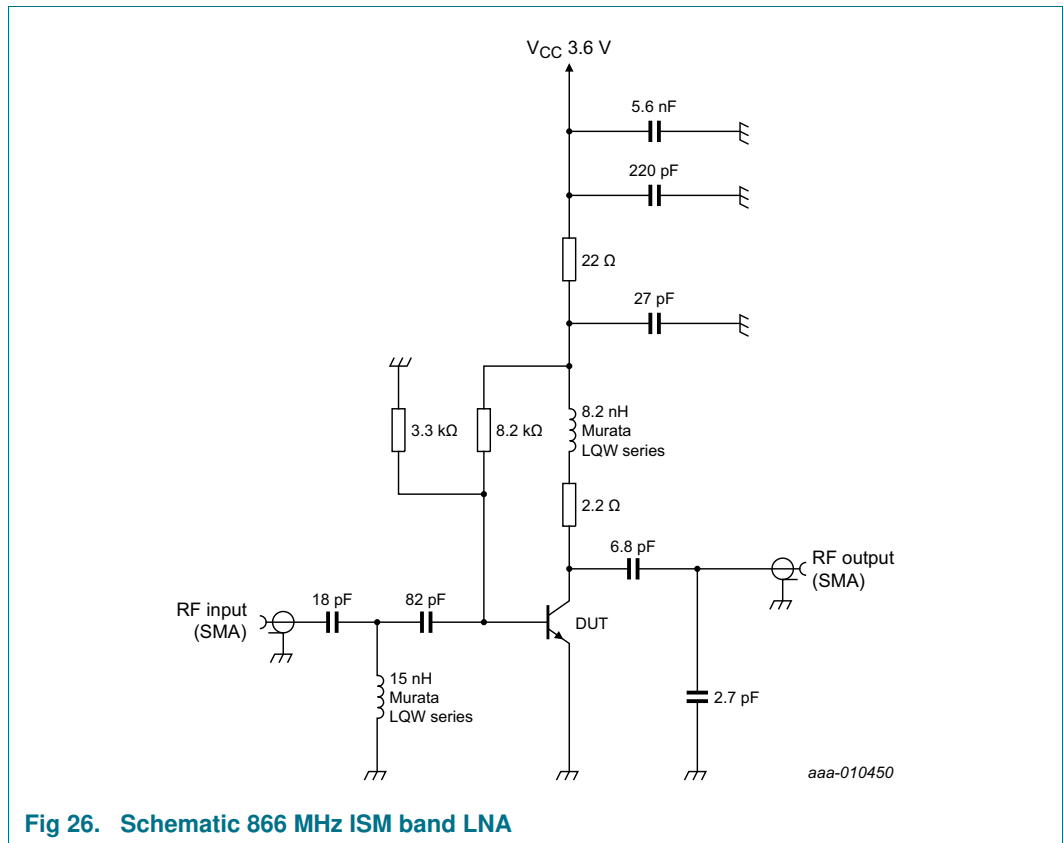 VCC 3.6 V
5.6 nF
220 pF
22 Ω
27 pF
3.3 kΩ
8.2 kΩ
8.2 nH
Murata
LQW series
2.2 Ω
6.8 pF
RF output
(SMA)
RF input
(SMA)
18 pF
82 pF
DUT
15 nH
Murata
LQW series
2.7 pF
aaa-010450
Fig 26. Schematic 866 MHz ISM band LNA